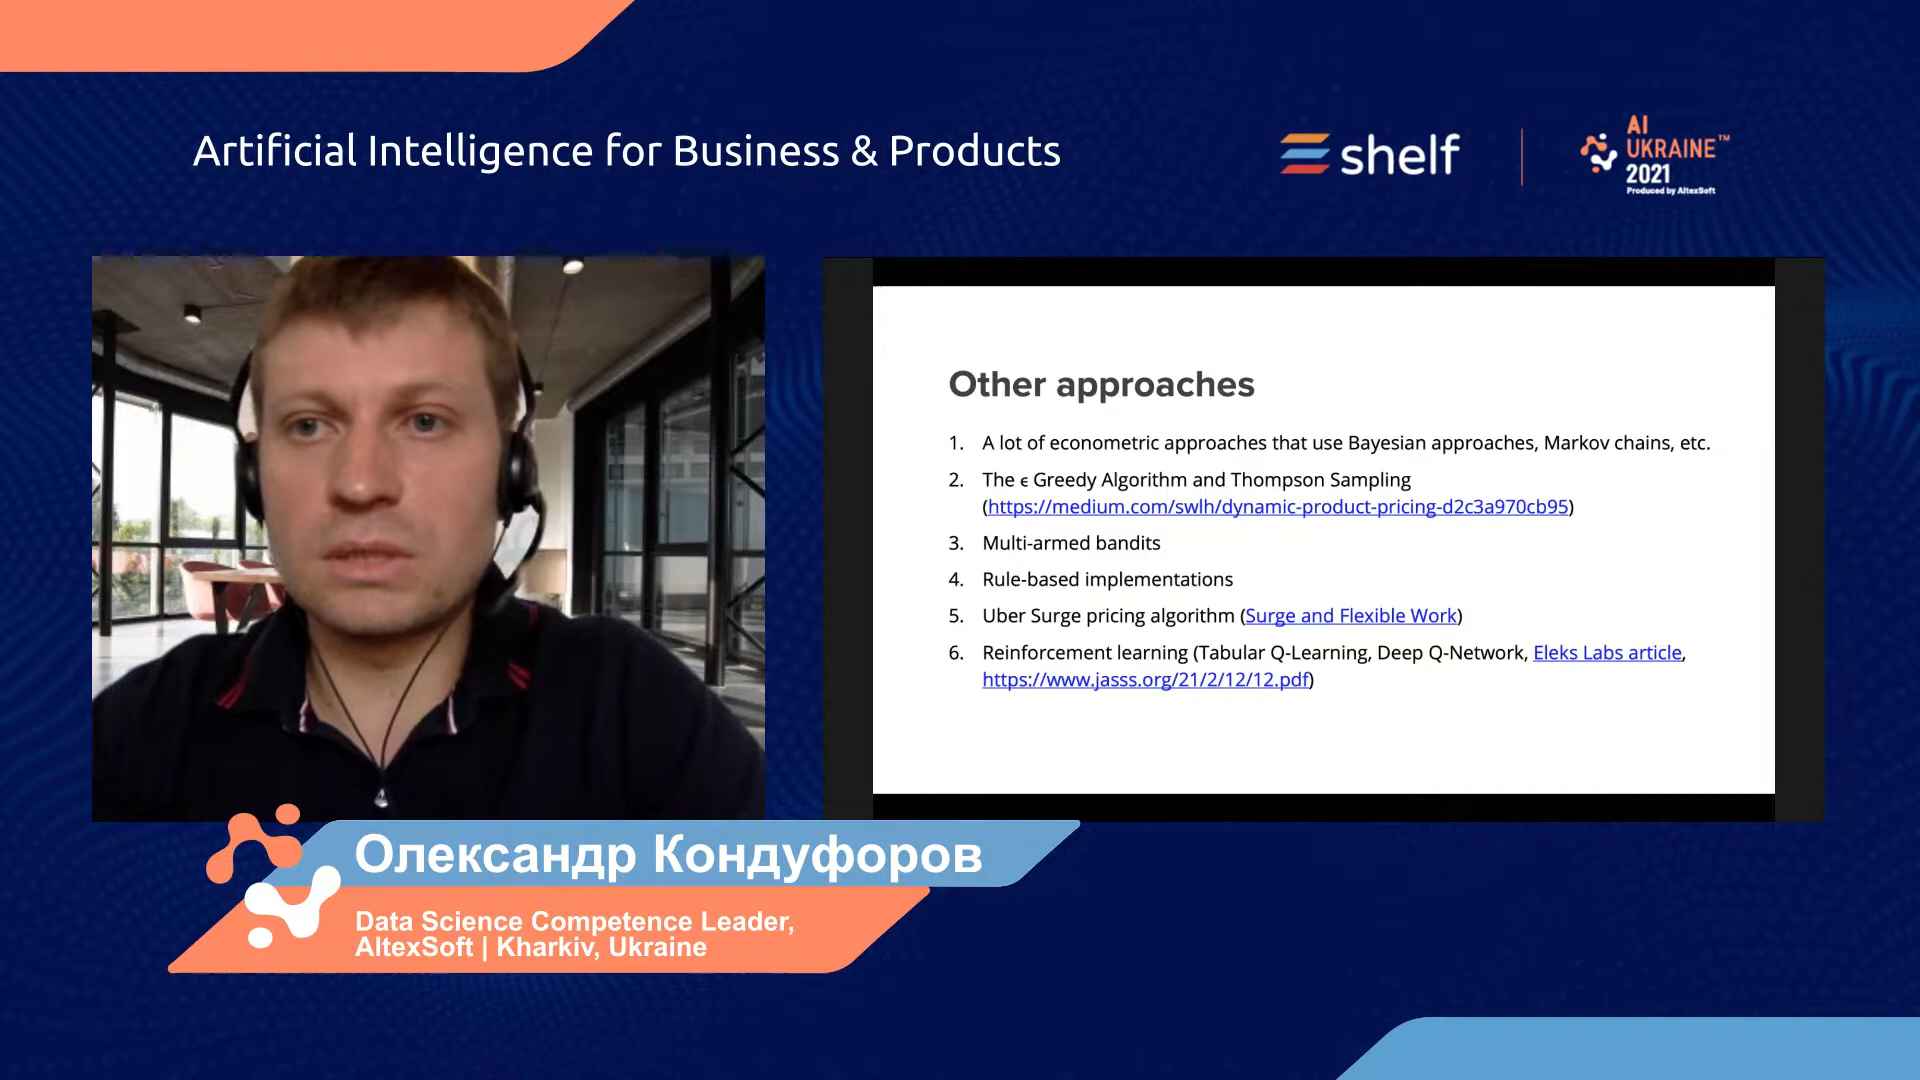 Artificial Intelligence for Business & Products
shelf
AI
UKRAINE™
2021
Produced by AltexSoft
Other approaches
1. A lot of econometric approaches that use Bayesian approaches, Markov chains, etc.
2. The ϵ Greedy Algorithm and Thompson Sampling
(https://medium.com/swlh/dynamic-product-pricing-d2c3a970cb95)
3. Multi-armed bandits
4. Rule-based implementations
5. Uber Surge pricing algorithm (Surge and Flexible Work)
6. Reinforcement learning (Tabular Q-Learning, Deep Q-Network, Eleks Labs article,
https://www.jasss.org/21/2/12/12.pdf)
Олександр Кондуфоров
Data Science Competence Leader,
AltexSoft | Kharkiv, Ukraine